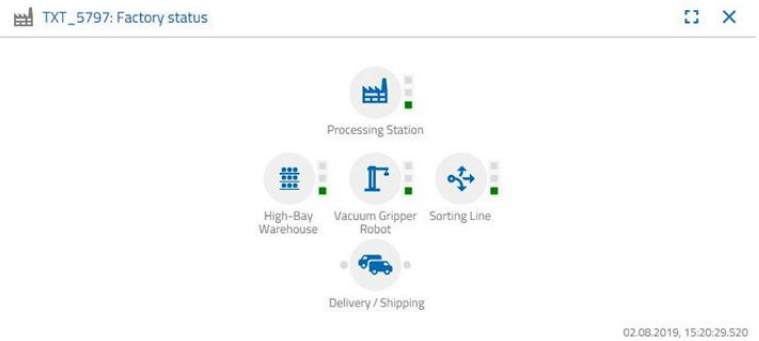 TXT_5797: Factory status
Processing Station
High-Bay
Warehouse
Vacuum Gripper
Robot
Sorting Line
Delivery / Shipping
02.08.2019, 15:20:29.520